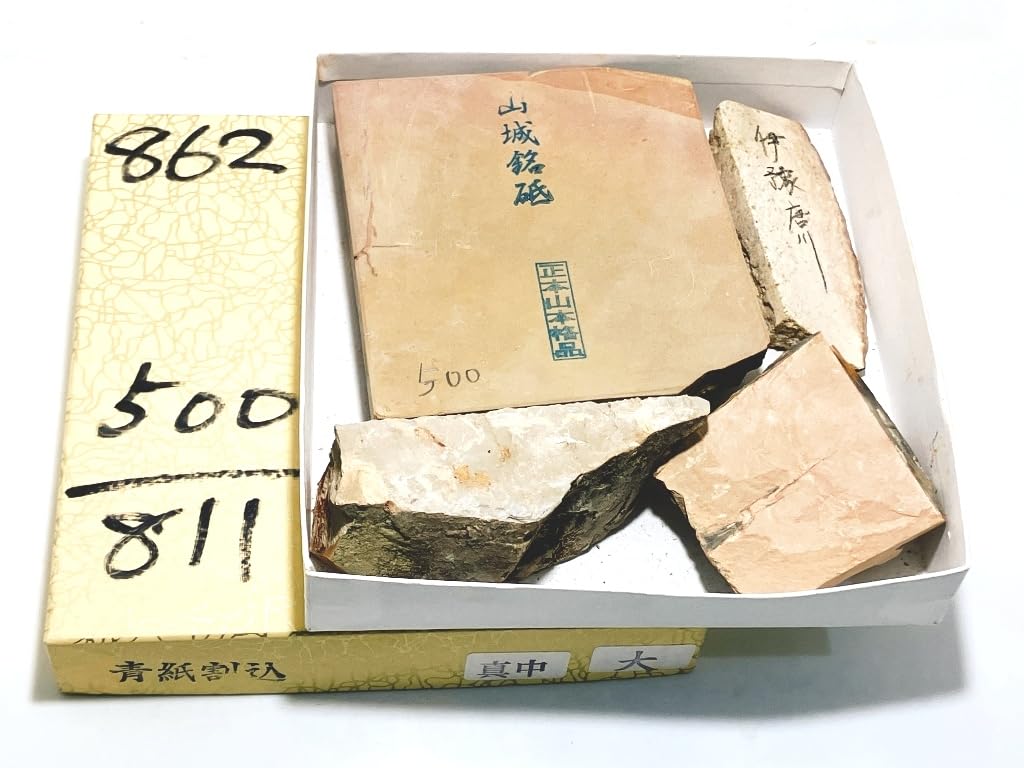 862
500
811
山城銘砥
正本山本格品
500
伊豫唐川
青紙割込
真中
大